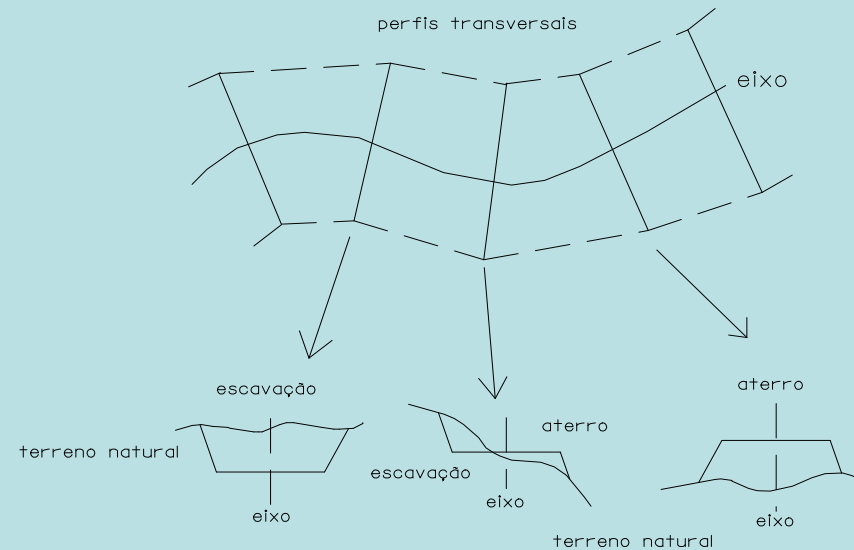 perfis transversais
eixo
escavação
terreno natural
eixo
aterro
escavação
eixo
terreno natural
aterro
eixo